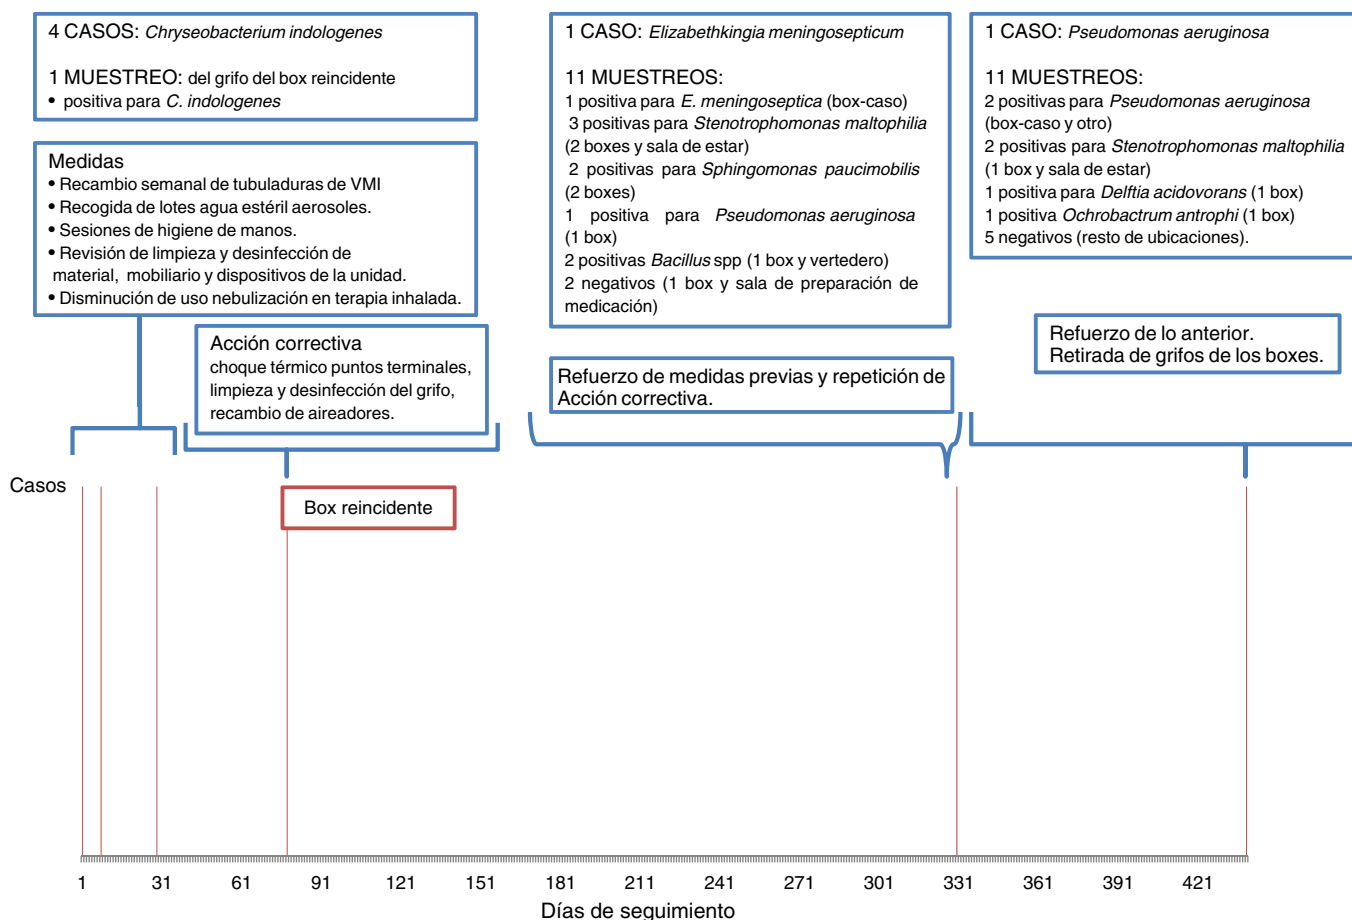 4 CASOS: Chryseobacterium indologenes
1 MUESTREO: del grifo del box reincidente
• positiva para C. indologenes
Medidas
• Recambio semanal de tubuladuras de VMI
• Recogida de lotes agua estéril aerosoles.
• Sesiones de higiene de manos.
• Revisión de limpieza y desinfección de
material, mobiliario y dispositivos de la unidad.
• Disminución de uso nebulización en terapia inhalada.
Acción correctiva
choque térmico puntos terminales,
limpieza y desinfección del grifo,
recambio de aireadores.
1 CASO: Elizabethkingia meningosepticum
11 MUESTREOS:
1 positiva para E. meningoseptica (box-caso)
3 positivas para Stenotrophomonas maltophilia
(2 boxes y sala de estar)
2 positivas para Sphingomonas paucimobilis
(2 boxes)
1 positiva para Pseudomonas aeruginosa
(1 box)
2 positivas Bacillus spp (1 box y vertedero)
2 negativos (1 box y sala de preparación de
medicación)
Refuerzo de medidas previas y repetición de
Acción correctiva.
1 CASO: Pseudomonas aeruginosa
11 MUESTREOS:
2 positivas para Pseudomonas aeruginosa
(box-caso y otro)
2 positivas para Stenotrophomonas maltophilia
(1 box y sala de estar)
1 positiva para Delftia acidovorans (1 box)
1 positiva Ochrobactrum antrophi (1 box)
5 negativos (resto de ubicaciones).
Refuerzo de lo anterior.
Retirada de grifos de los boxes.
Casos
Box reincidente
1 31 61 91 121 151 181 211 241 271 301 331 361 391 421
Días de seguimiento